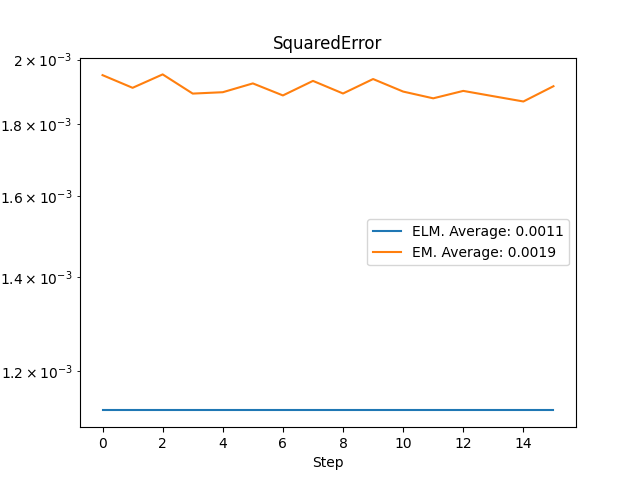 SquaredError
2 × 10⁻³
1.8 × 10⁻³
1.6 × 10⁻³
1.4 × 10⁻³
1.2 × 10⁻³
ELM. Average: 0.0011
EM. Average: 0.0019
0 2 4 6 8 10 12 14
Step